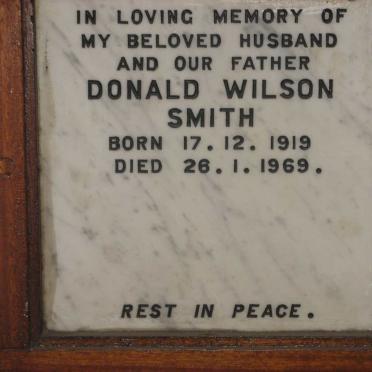 IN LOVING MEMORY OF
MY BELOVED HUSBAND
AND OUR FATHER
DONALD WILSON
SMITH
BORN 17.12.1919
DIED 26.1.1969.
REST IN PEACE.